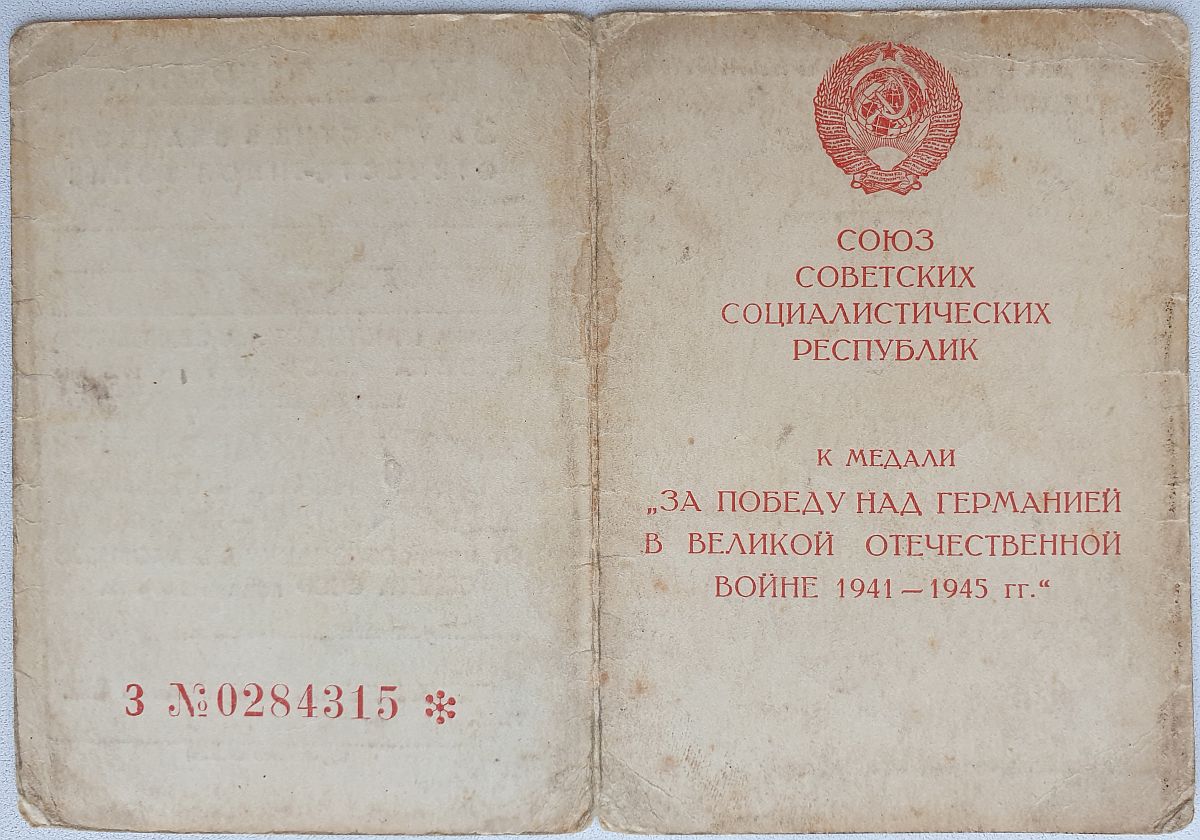 З №0284315
СОЮЗ
СОВЕТСКИХ
СОЦИАЛИСТИЧЕСКИХ
РЕСПУБЛИК
К МЕДАЛИ
„ЗА ПОБЕДУ НАД ГЕРМАНИЕЙ
В ВЕЛИКОЙ ОТЕЧЕСТВЕННОЙ
ВОЙНЕ 1941—1945 гг.“